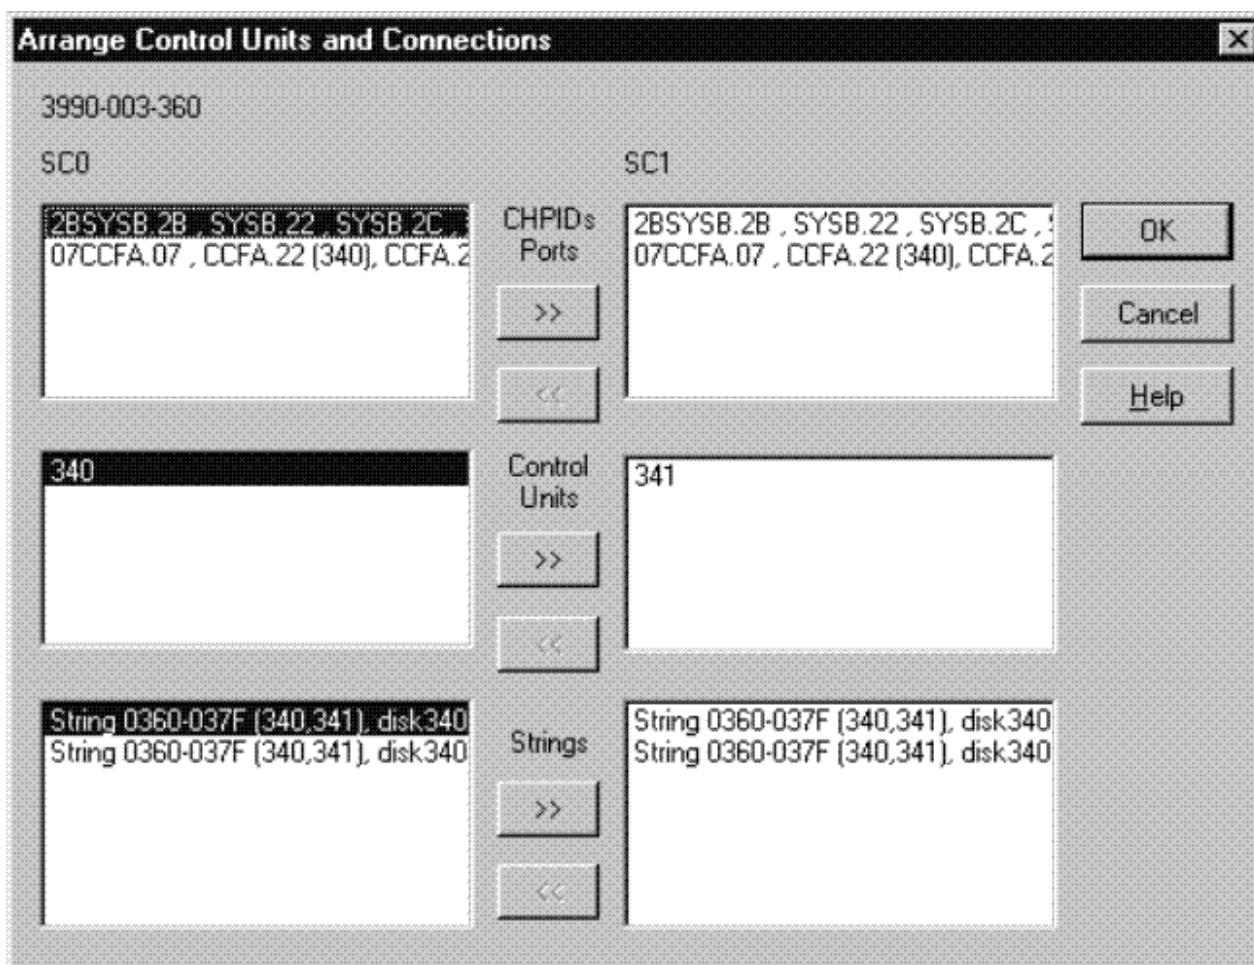 Arrange Control Units and Connections
3990-003-360
SC0
SC1
2BSYSB.2B , SYSB.22 , SYSB.2C ,
07CCFA.07 , CCFA.22 (340), CCFA.2
CHPIDs
Ports
>>
<<
2BSYSB.2B , SYSB.22 , SYSB.2C ,
07CCFA.07 , CCFA.22 (340), CCFA.2
OK
Cancel
Help
340
Control
Units
>>
<<
341
String 0360-037F (340,341), disk340
String 0360-037F (340,341), disk340
Strings
>>
<<
String 0360-037F (340,341), disk340
String 0360-037F (340,341), disk340